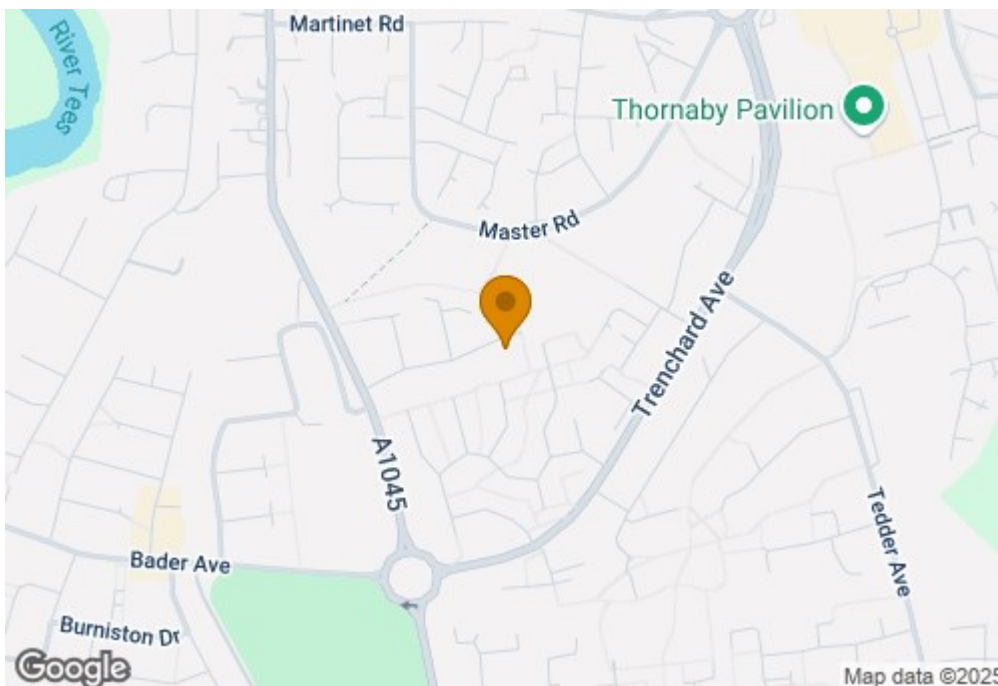 Martinet Rd
River Tees
Thornaby Pavilion
Master Rd
Trenchard Ave
A1045
Tedder Ave
Bader Ave
Burniston Dr
Google
Map data ©2025